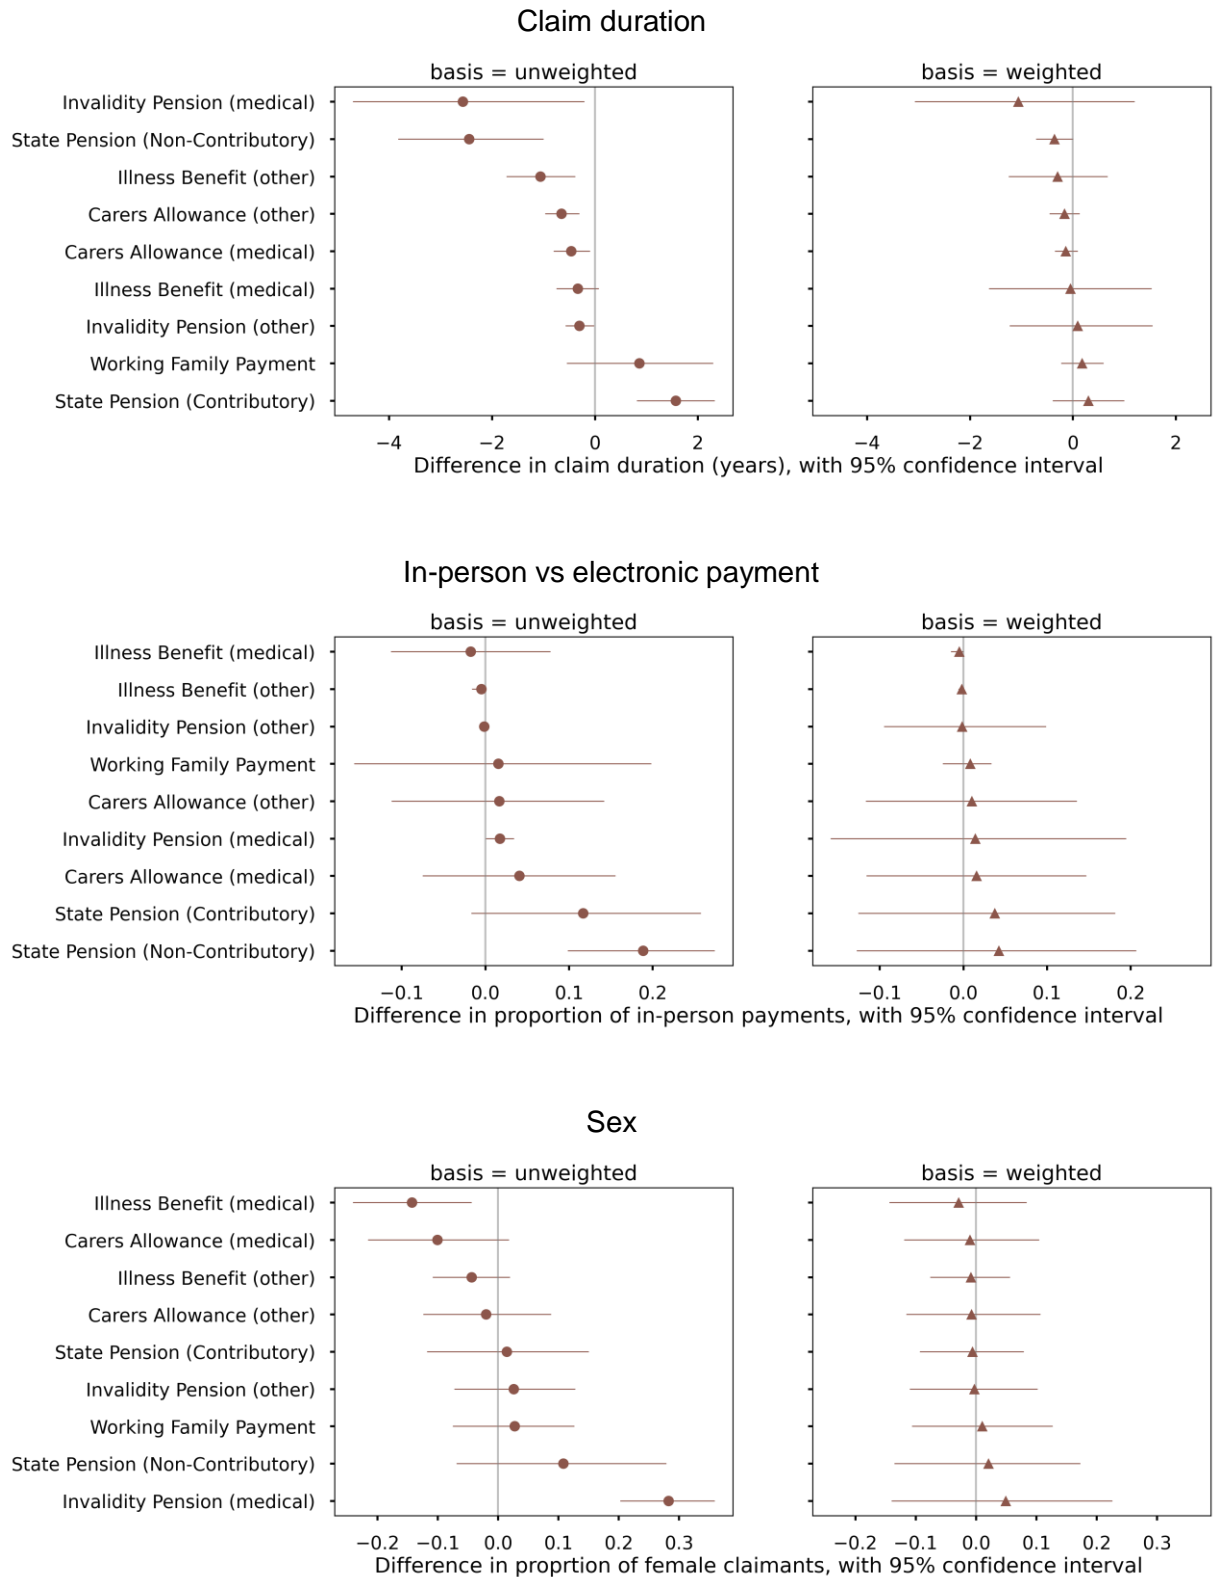 Claim duration
basis = unweighted
basis = weighted
Invalidity Pension (medical)
State Pension (Non-Contributory)
Illness Benefit (other)
Carers Allowance (other)
Carers Allowance (medical)
Illness Benefit (medical)
Invalidity Pension (other)
Working Family Payment
State Pension (Contributory)
−4 −2 0 2
−4 −2 0 2
Difference in claim duration (years), with 95% confidence interval
In-person vs electronic payment
basis = unweighted
basis = weighted
Illness Benefit (medical)
Illness Benefit (other)
Invalidity Pension (other)
Working Family Payment
Carers Allowance (other)
Invalidity Pension (medical)
Carers Allowance (medical)
State Pension (Contributory)
State Pension (Non-Contributory)
−0.1 0.0 0.1 0.2
−0.1 0.0 0.1 0.2
Difference in proportion of in-person payments, with 95% confidence interval
Sex
basis = unweighted
basis = weighted
Illness Benefit (medical)
Carers Allowance (medical)
Illness Benefit (other)
Carers Allowance (other)
State Pension (Contributory)
Invalidity Pension (other)
Working Family Payment
State Pension (Non-Contributory)
Invalidity Pension (medical)
−0.2 −0.1 0.0 0.1 0.2 0.3
−0.2 −0.1 0.0 0.1 0.2 0.3
Difference in proprtion of female claimants, with 95% confidence interval